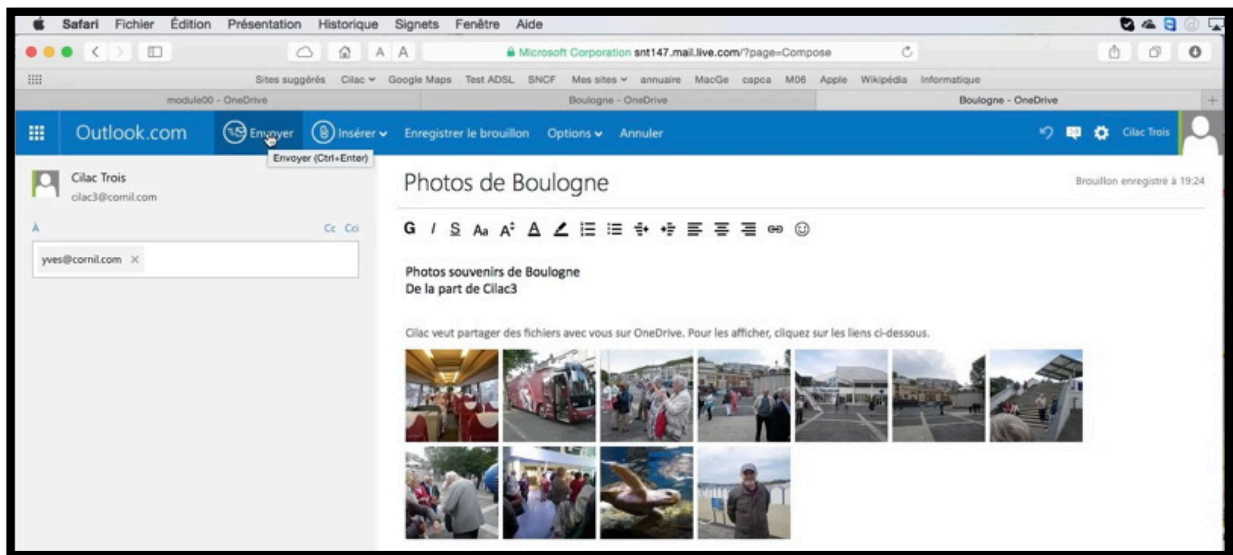 Safari Fichier Édition Présentation Historique Signets Fenêtre Aide
A A Microsoft Corporation snt147.mail.live.com/?page=Compose
Sites suggérés Cilac Google Maps Test ADSL SNCF Mes sites annuaire MacGe capca M06 Apple Wikipédia Informatique
module00 - OneDrive Boulogne - OneDrive Boulogne - OneDrive +
Outlook.com Envoyer Insérer Enregistrer le brouillon Options Annuler Cilac Trois
Envoyer (Ctrl+Enter)
Cilac Trois
cilac3@cornil.com
Photos de Boulogne
Brouillon enregistré à 19:24
À Cc Cci
G I S Aa A A
yves@cornil.com ×
Photos souvenirs de Boulogne
De la part de Cilac3
Cilac veut partager des fichiers avec vous sur OneDrive. Pour les afficher, cliquez sur les liens ci-dessous.